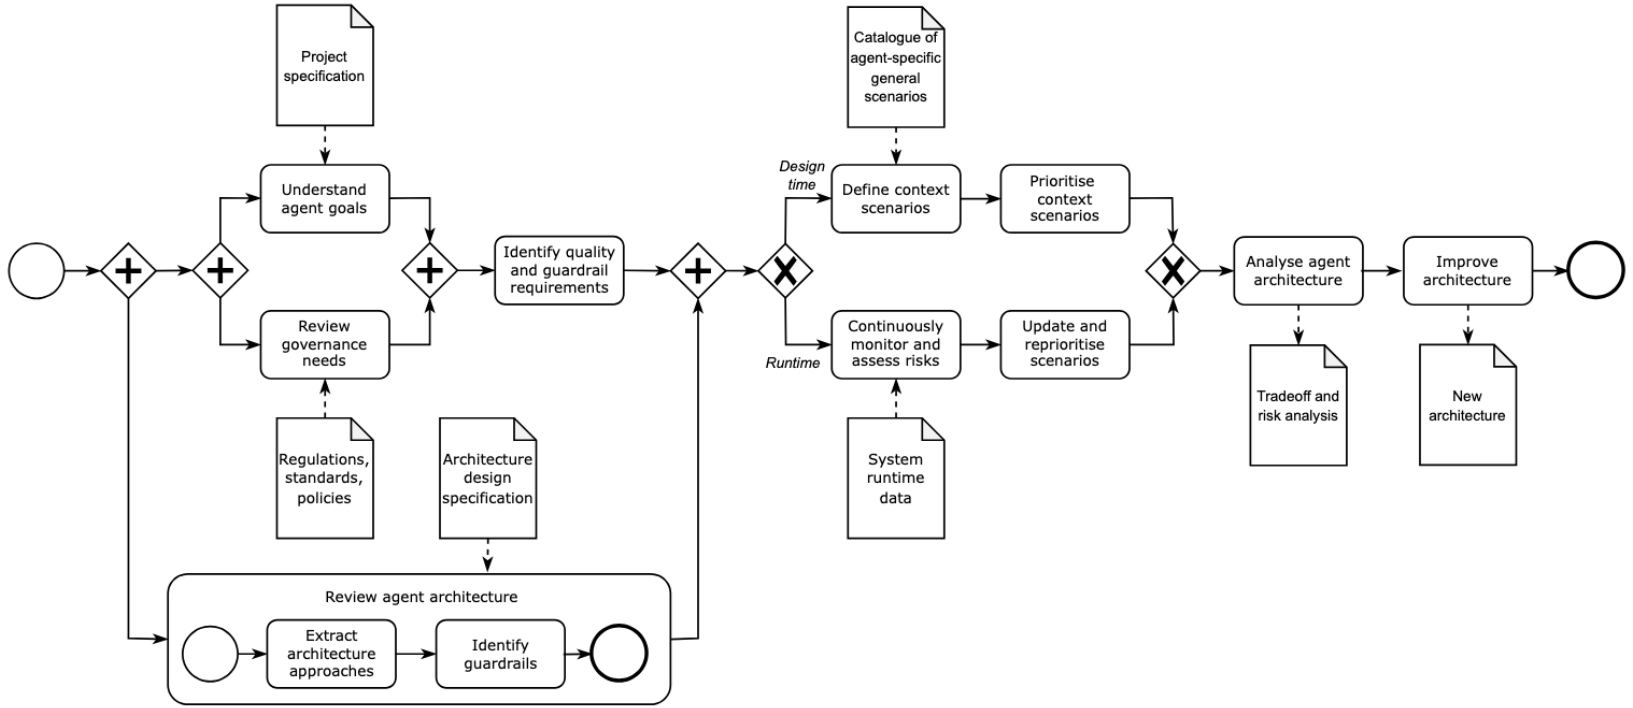 Project
specification
Catalogue of
agent-specific
general
scenarios
Understand
agent goals
Design
time
Define context
scenarios
Prioritise
context
scenarios
Identify quality
and guardrail
requirements
Analyse agent
architecture
Improve
architecture
Review
governance
needs
Runtime
Continuously
monitor and
assess risks
Update and
reprioritise
scenarios
Tradeoff and
risk analysis
New
architecture
Regulations,
standards,
policies
Architecture
design
specification
System
runtime
data
Review agent architecture
Extract
architecture
approaches
Identify
guardrails